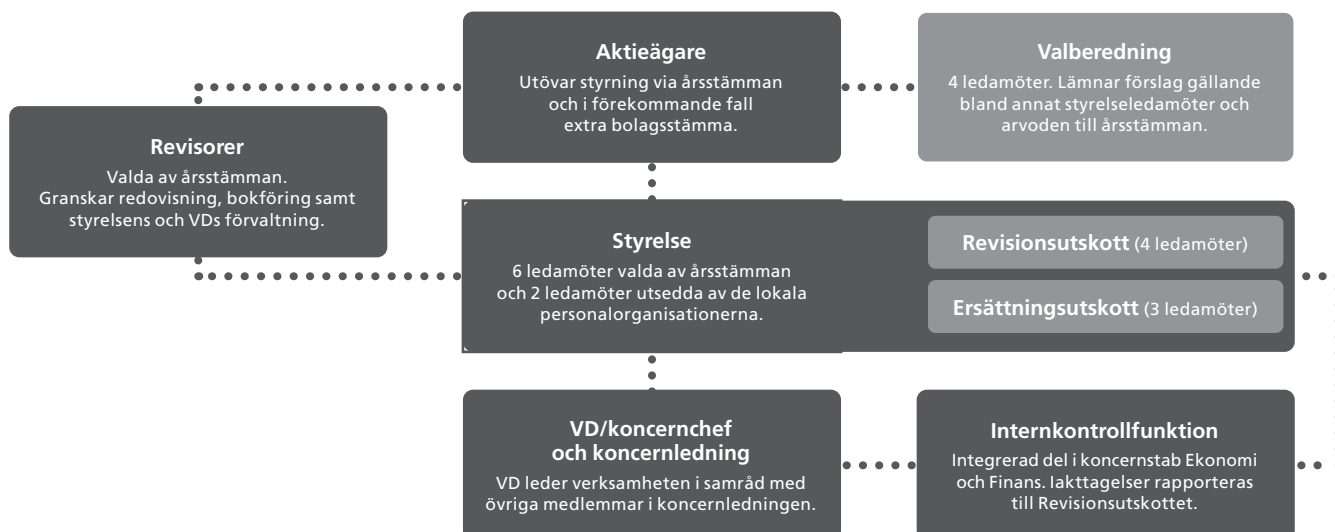 Aktieägare
Utövar styrning via årsstämman
och i förekommande fall
extra bolagsstämma.
Valberedning
4 ledamöter. Lämnar förslag gällande
bland annat styrelseledamöter och
arvoden till årsstämman.
Revisorer
Valda av årsstämman.
Granskar redovisning, bokföring samt
styrelsens och VDs förvaltning.
Styrelse
6 ledamöter valda av årsstämman
och 2 ledamöter utsedda av de lokala
personalorganisationerna.
Revisionsutskott (4 ledamöter)
Ersättningsutskott (3 ledamöter)
VD/koncernchef
och koncernledning
VD leder verksamheten i samråd med
övriga medlemmar i koncernledningen.
Internkontrollfunktion
Integrerad del i koncernstab Ekonomi
och Finans. Iakttagelser rapporteras
till Revisionsutskottet.